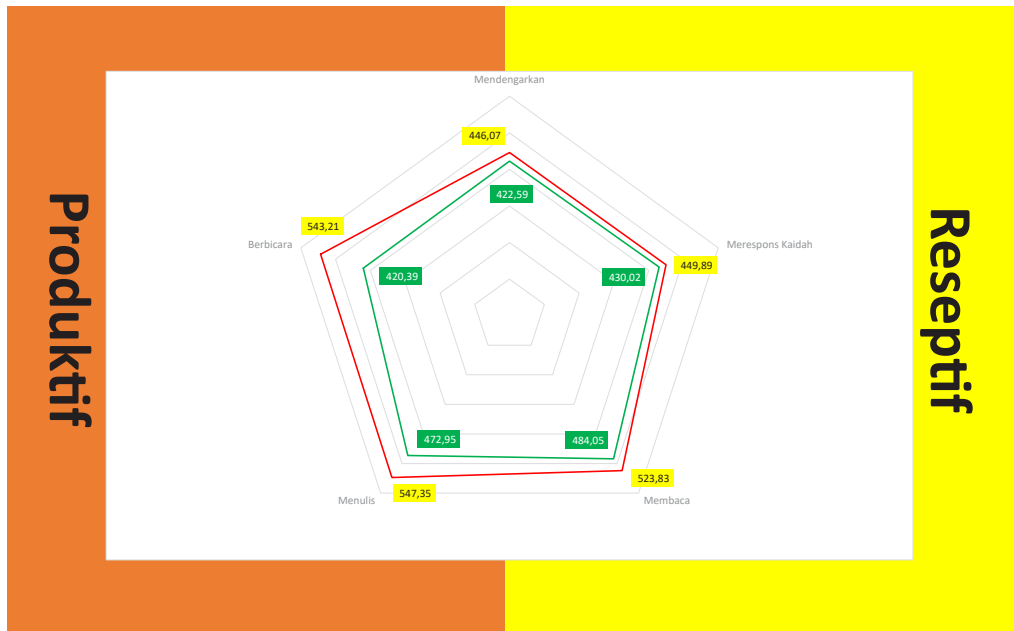 Mendengarkan
446,07
422,59
543,21
Berbicara
420,39
430,02
449,89
Merespons Kaidah
Produktif
Reseptif
472,95
484,05
547,35
523,83
Menulis
Membaca